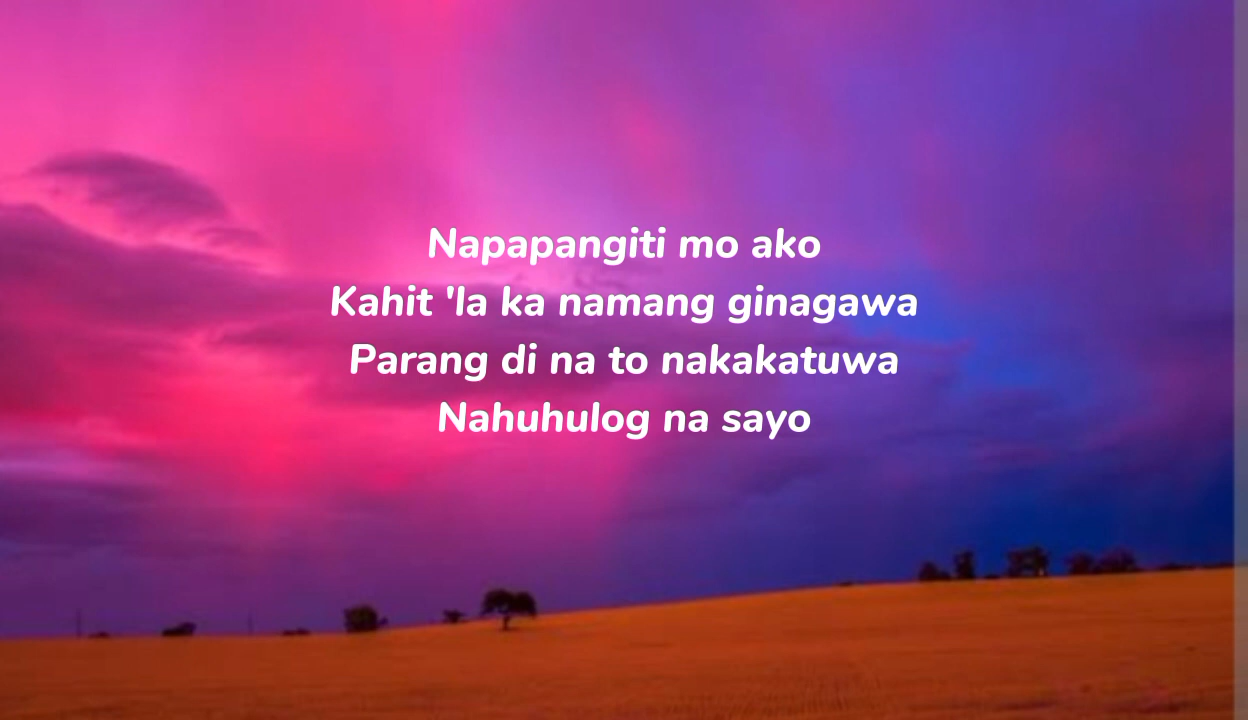 Napapangiti mo ako
Kahit 'la ka namang ginagawa
Parang di na to nakakatuwa
Nahuhulog na sayo